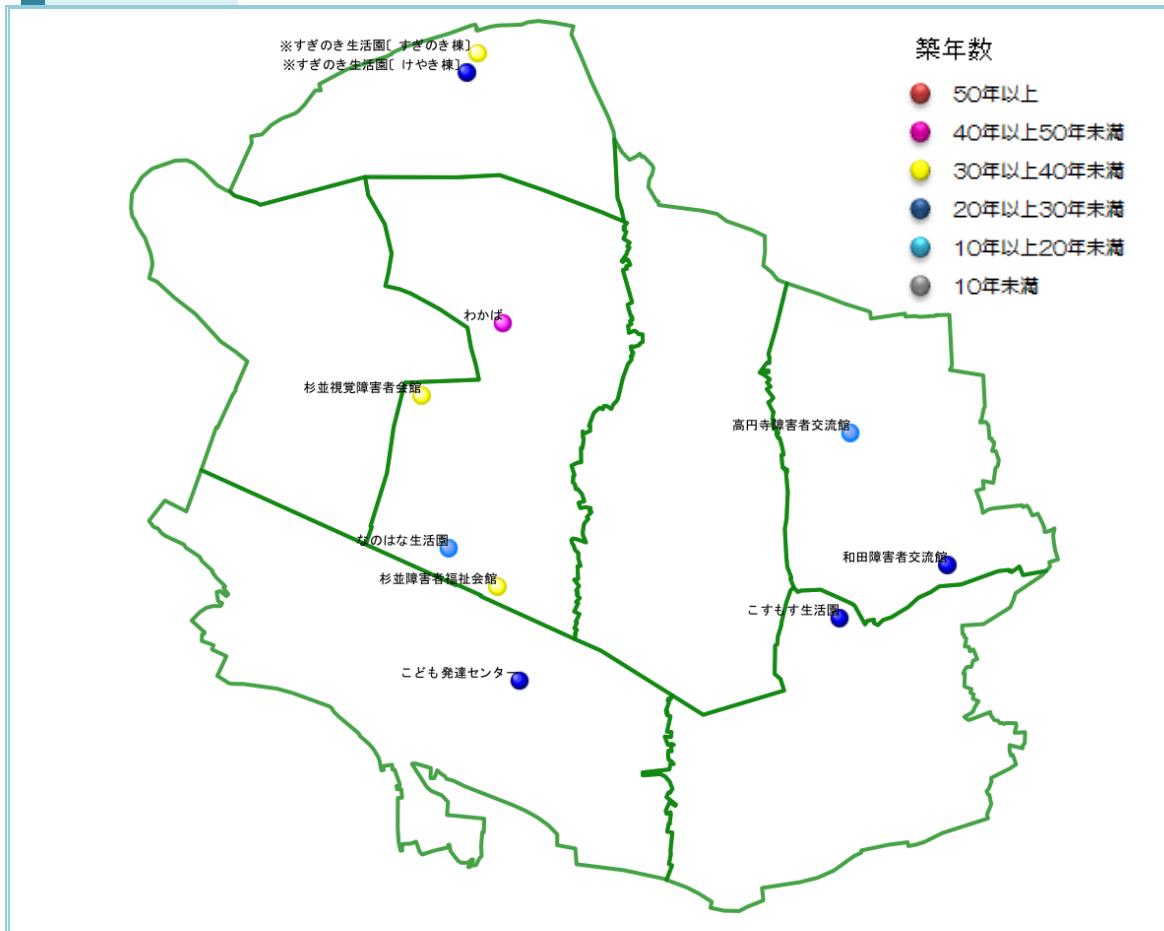 ※すぎのき生活園〔 すぎのき棟〕
※すぎのき生活園〔 けやき棟〕
築年数
50年以上
40年以上50年未満
30年以上40年未満
20年以上30年未満
10年以上20年未満
10年未満
わかば
杉並視覚障害者会館
高円寺障害者交流館
なのはな生活園
和田障害者交流館
杉並障害者福祉会館
こすもす生活園
こども発達センター